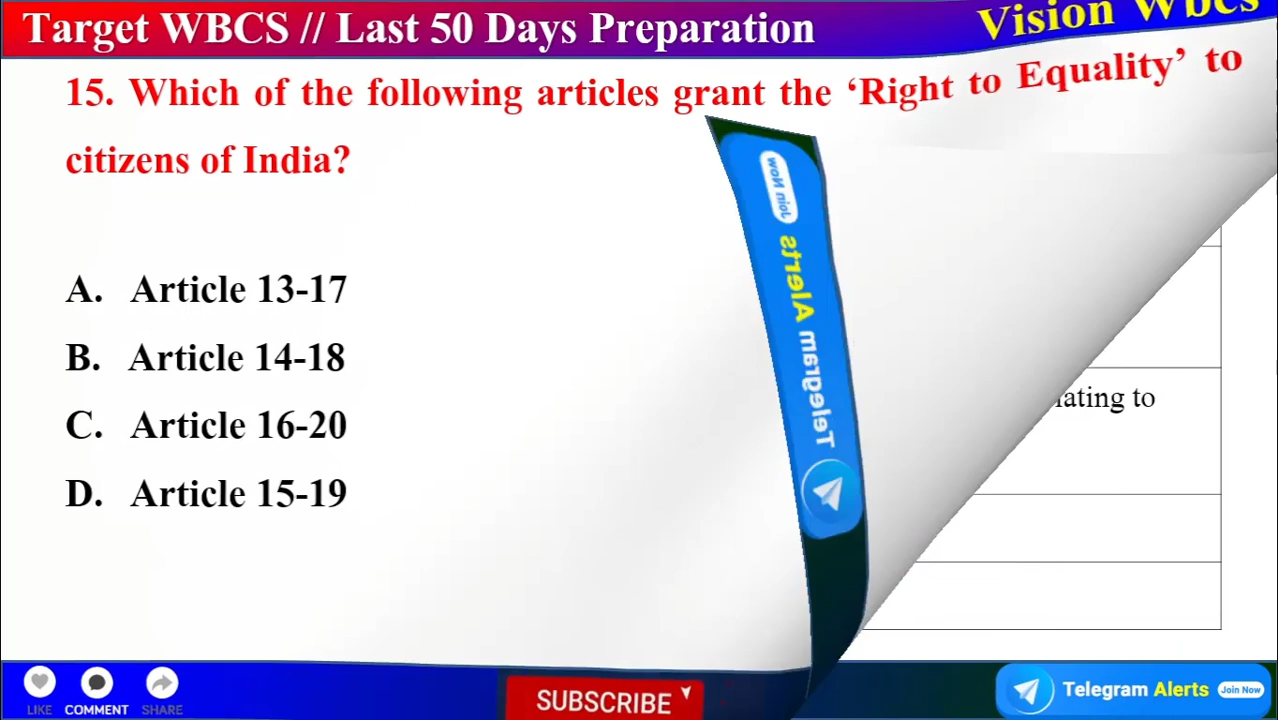 Target WBCS // Last 50 Days Preparation
Vision Wbcs
15. Which of the following articles grant the ‘Right to Equality’ to
citizens of India?
A. Article 13-17
B. Article 14-18
C. Article 16-20
D. Article 15-19
Telegram Alerts Join Now
to
LIKE COMMENT SHARE
SUBSCRIBE
Telegram Alerts Join Now